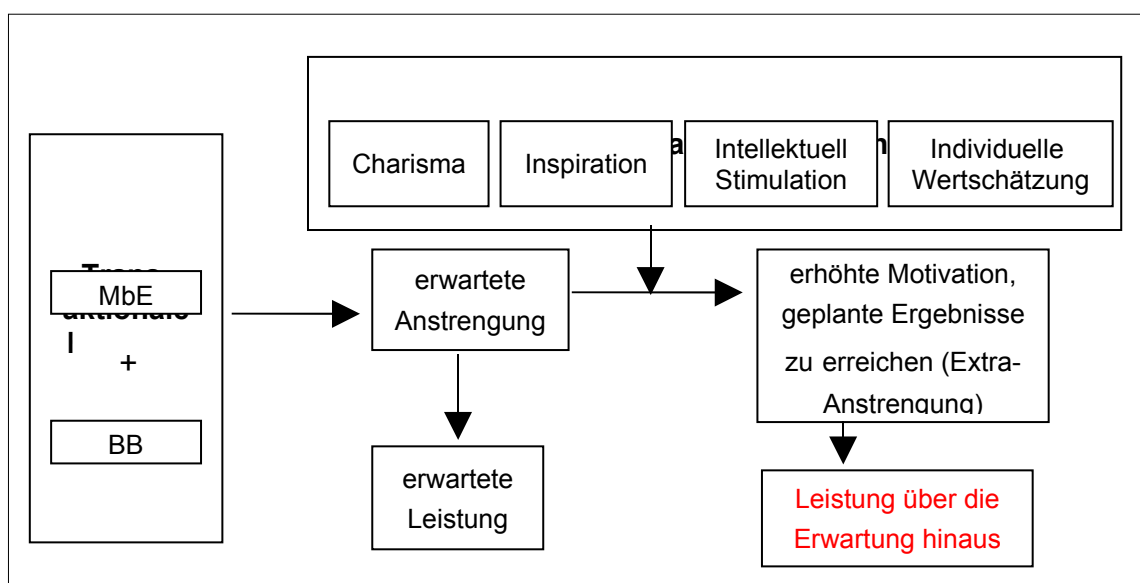 Charisma
Inspiration
Intellektuell
Stimulation
Individuelle
Wertschätzung
MbE
+
BB
erwartete
Anstrengung
erhöhte Motivation,
geplante Ergebnisse
zu erreichen (Extra-
Anstrengung)
erwartete
Leistung
Leistung über die
Erwartung hinaus